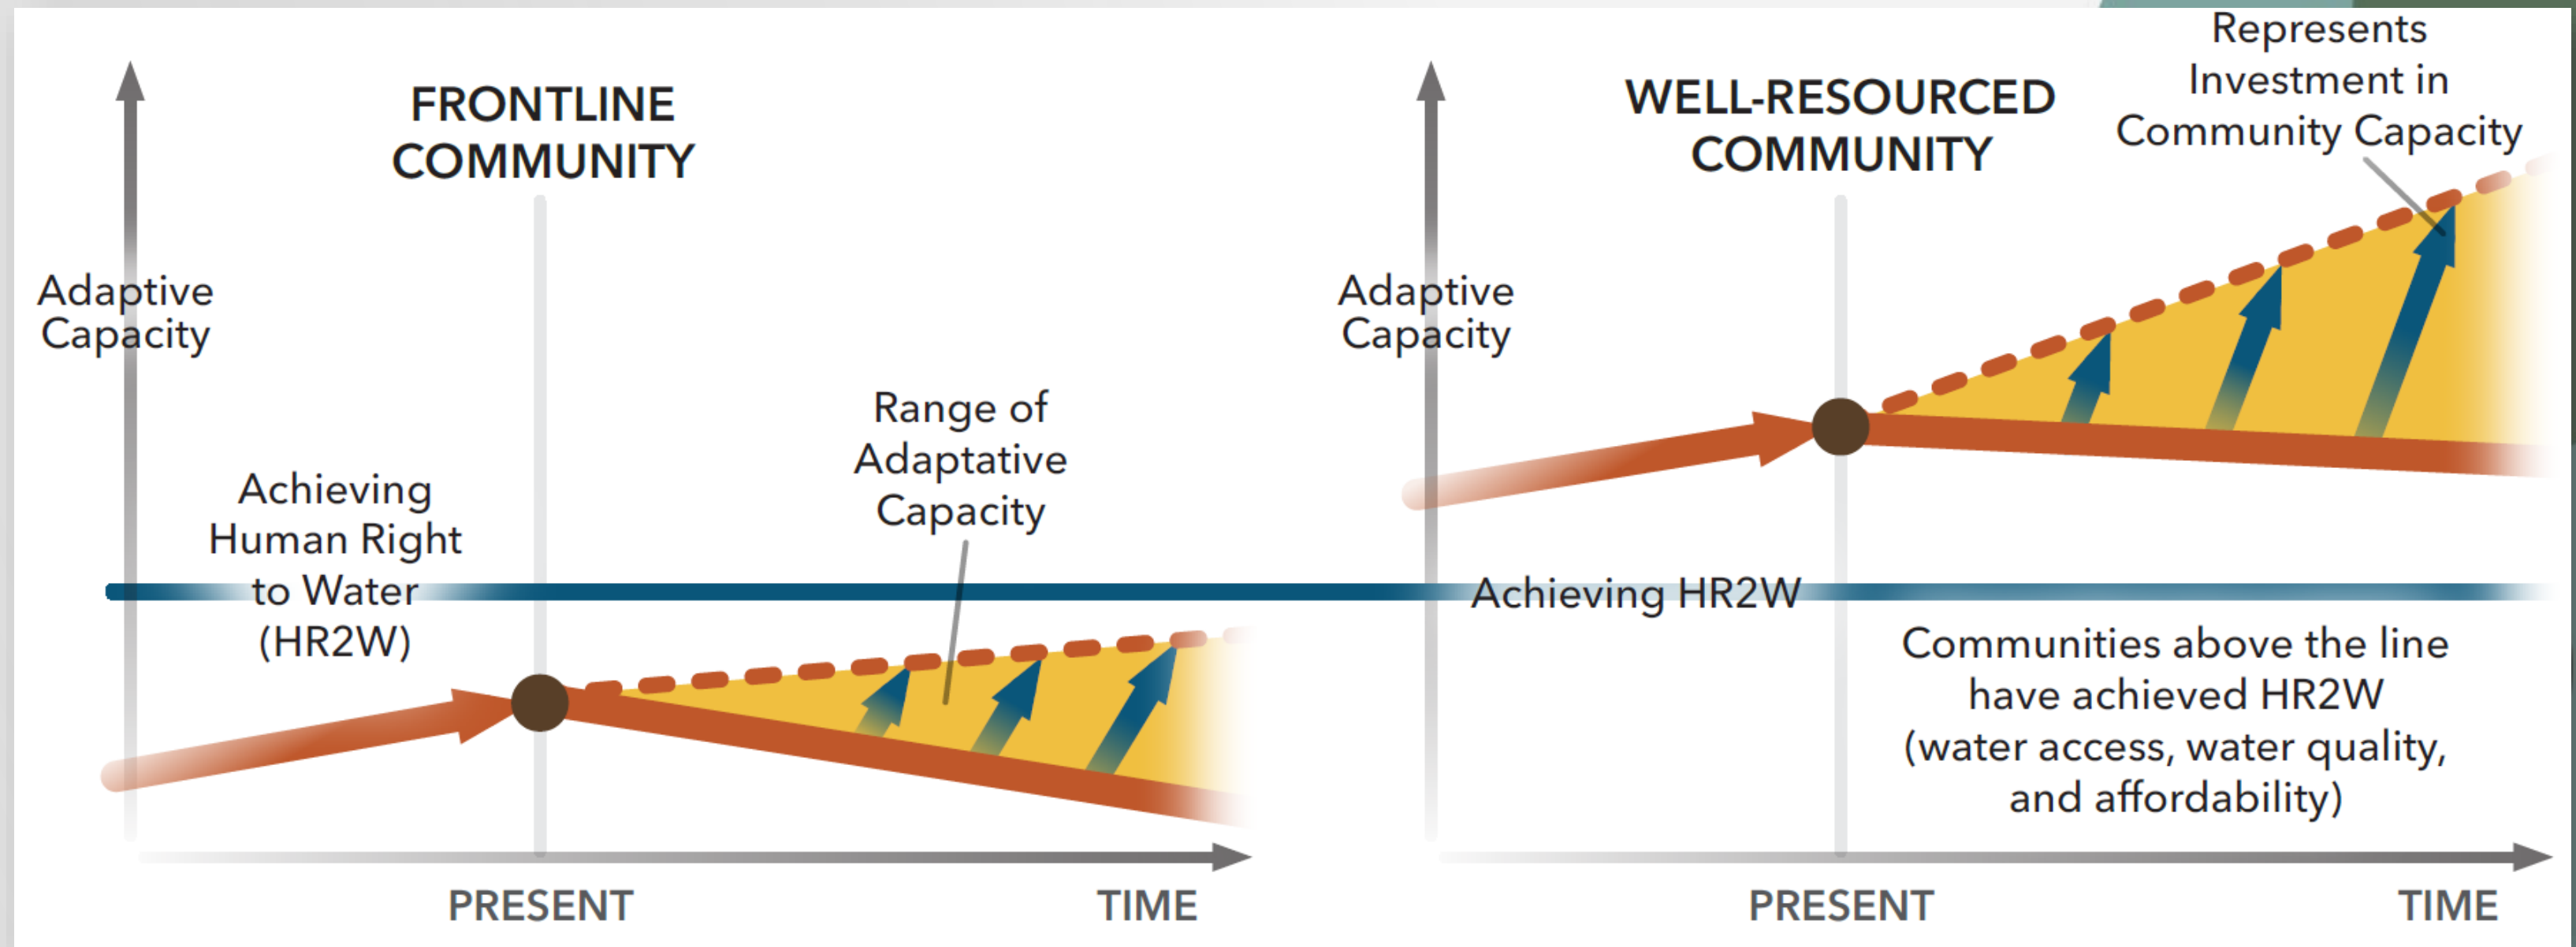 FRONTLINE
COMMUNITY
Adaptive
Capacity
Achieving
Human Right
to Water
(HR2W)
Range of
Adaptative
Capacity
PRESENT
TIME
WELL-RESOURCED
COMMUNITY
Represents
Investment in
Community Capacity
Adaptive
Capacity
Achieving HR2W
Communities above the line
have achieved HR2W
(water access, water quality,
and affordability)
PRESENT
TIME